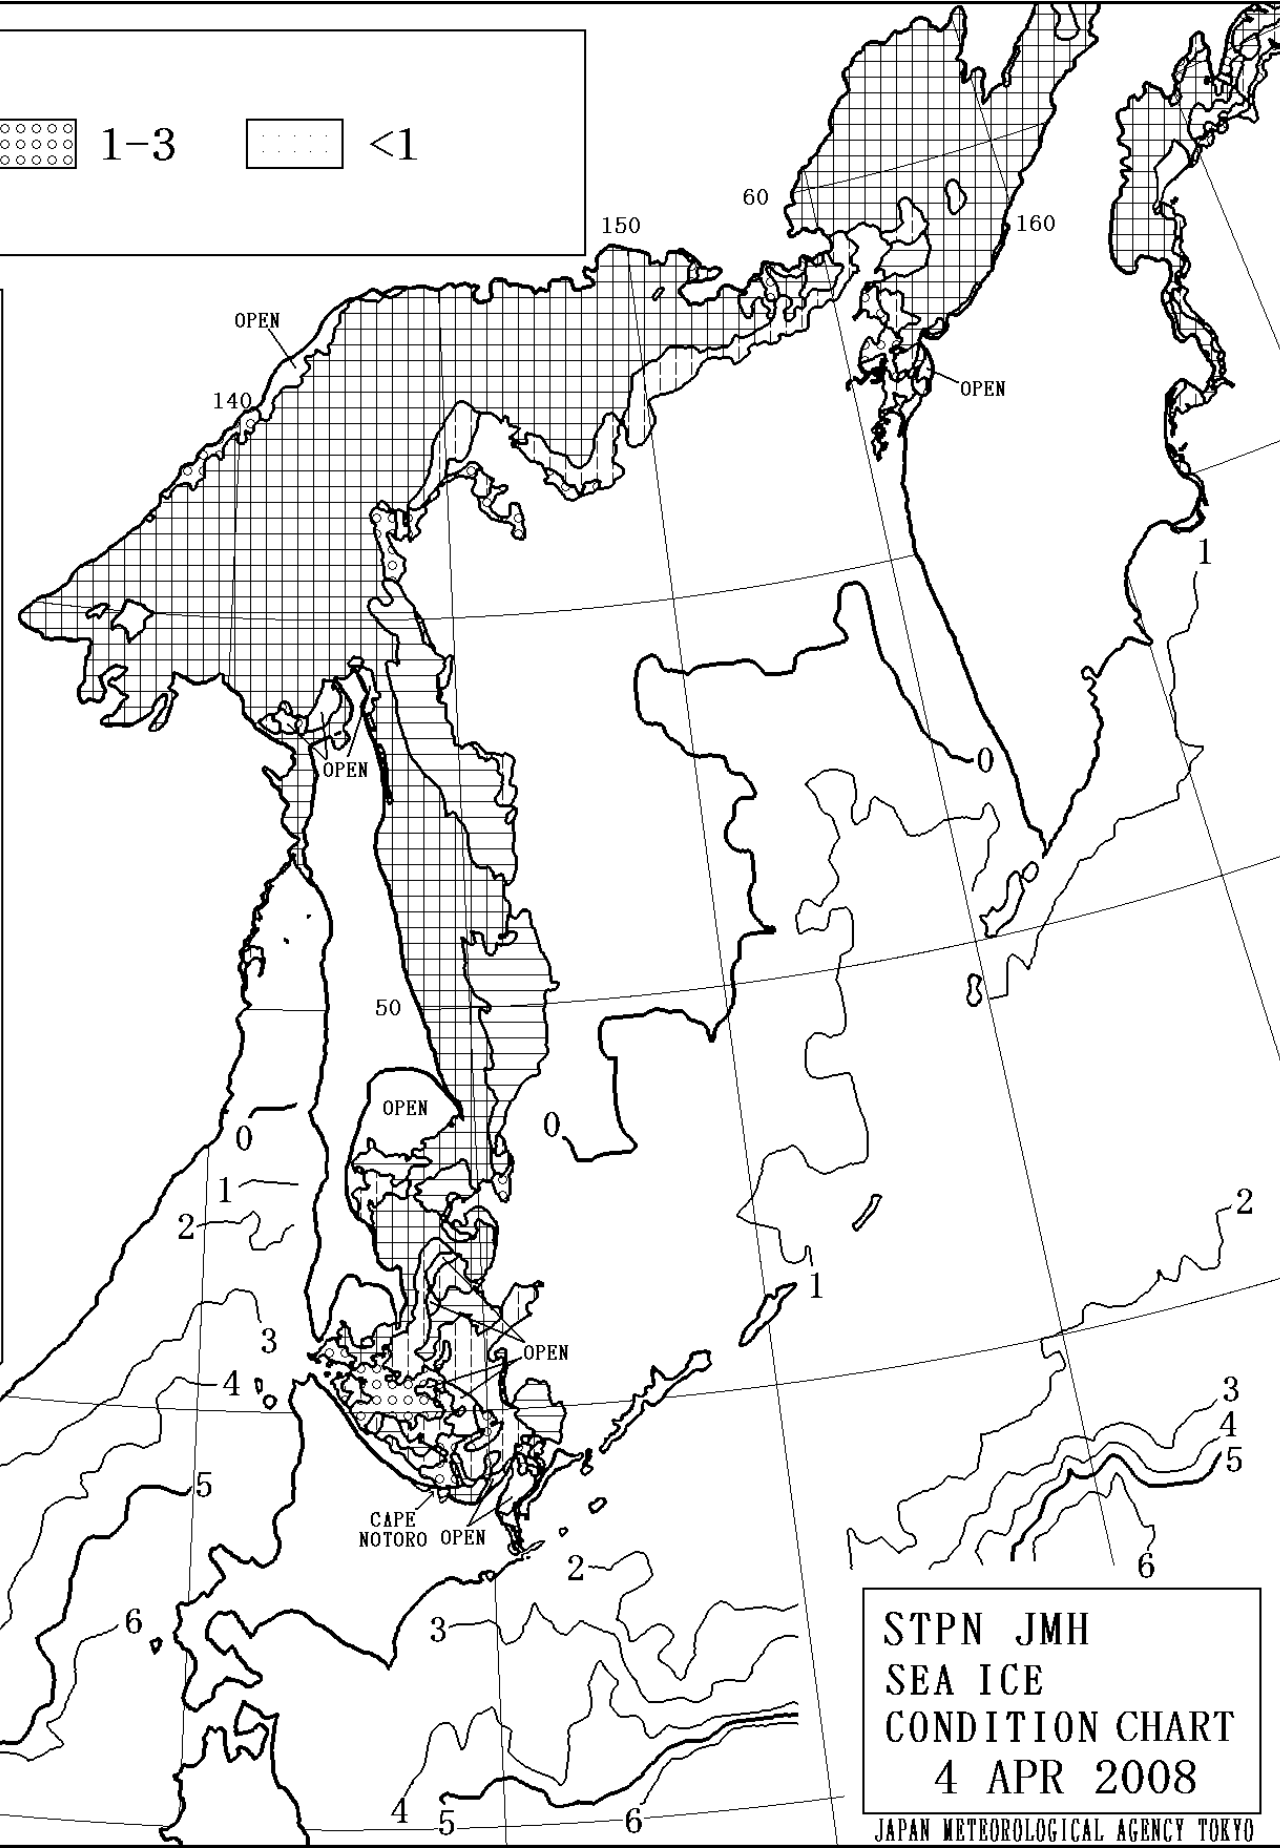 1-3
<1
60
150
160
OPEN
OPEN
140
1
0
OPEN
50
OPEN
0
0
1
2
2
1
3
OPEN
4
3
4
5
5
CAPE
NOTORO
OPEN
2
6
6
3
STPN JMH
SEA ICE
CONDITION CHART
4 APR 2008
4
5
6
JAPAN METEOROLOGICAL AGENCY TOKYO